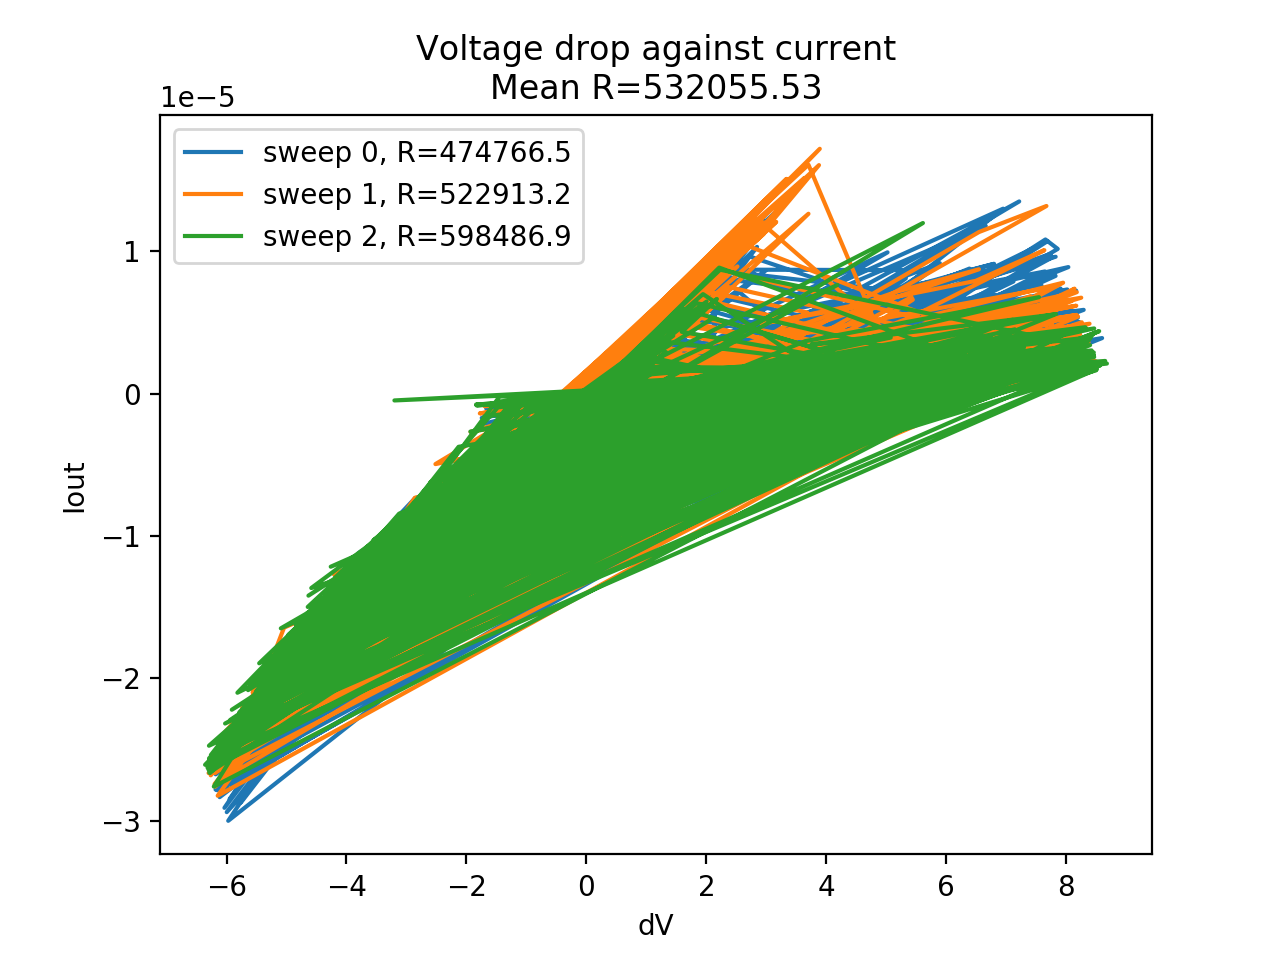 Voltage drop against current
Mean R=532055.53
1e−5
sweep 0, R=474766.5
sweep 1, R=522913.2
sweep 2, R=598486.9
1
0
−1
−2
−3
Iout
−6 −4 −2 0 2 4 6 8
dV